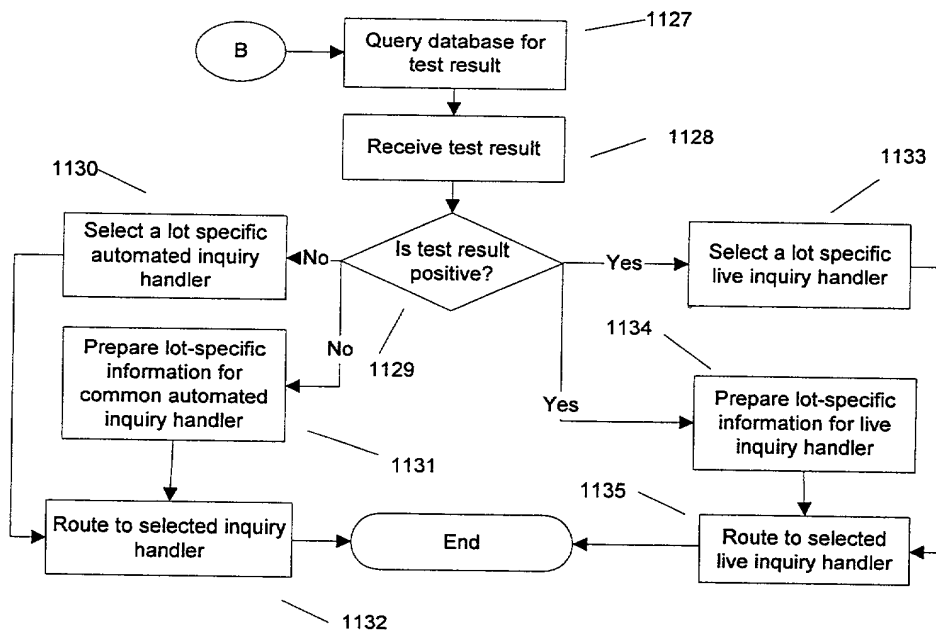 1127
B
Query database for
test result
Receive test result
1128
1130
1133
Select a lot specific
automated inquiry
handler
No
Is test result
positive?
Yes
Select a lot specific
live inquiry handler
No
1129
1134
Prepare lot-specific
information for
common automated
inquiry handler
Yes
Prepare lot-specific
information for live
inquiry handler
1131
1135
Route to selected inquiry
handler
End
Route to selected
live inquiry handler
1132